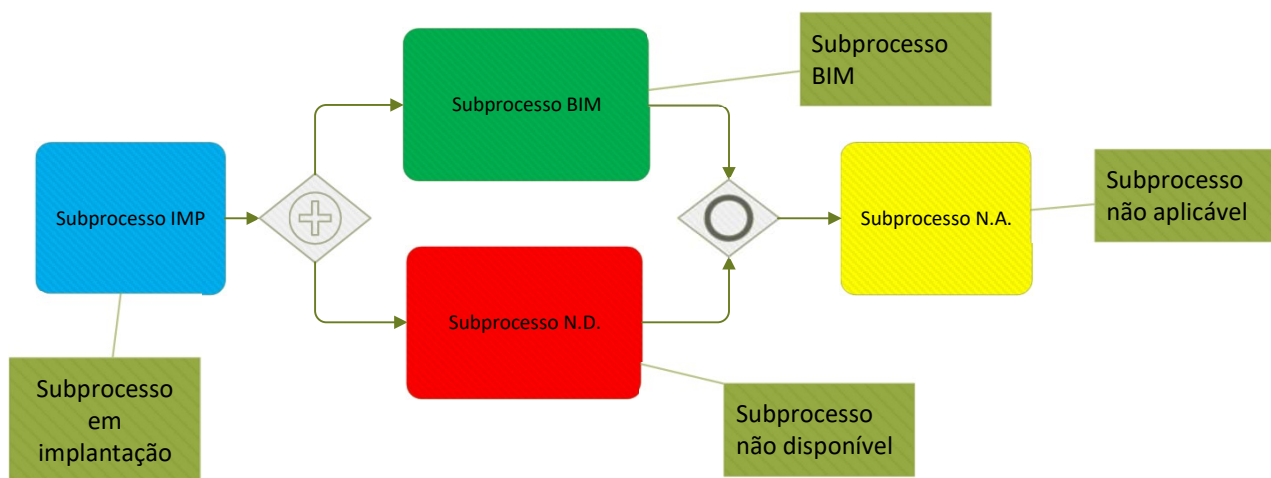 Subprocesso
BIM
Subprocesso BIM
Subprocesso IMP
Subprocesso N.A.
Subprocesso
não aplicável
Subprocesso N.D.
Subprocesso
em
implantação
Subprocesso
não disponível